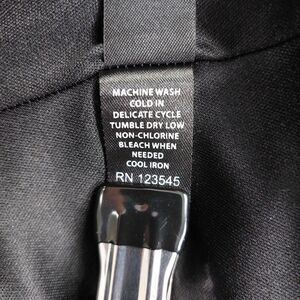 MACHINE WASH
COLD IN
DELICATE CYCLE
TUMBLE DRY LOW
NON-CHLORINE
BLEACH WHEN
NEEDED
COOL IRON
RN 123545